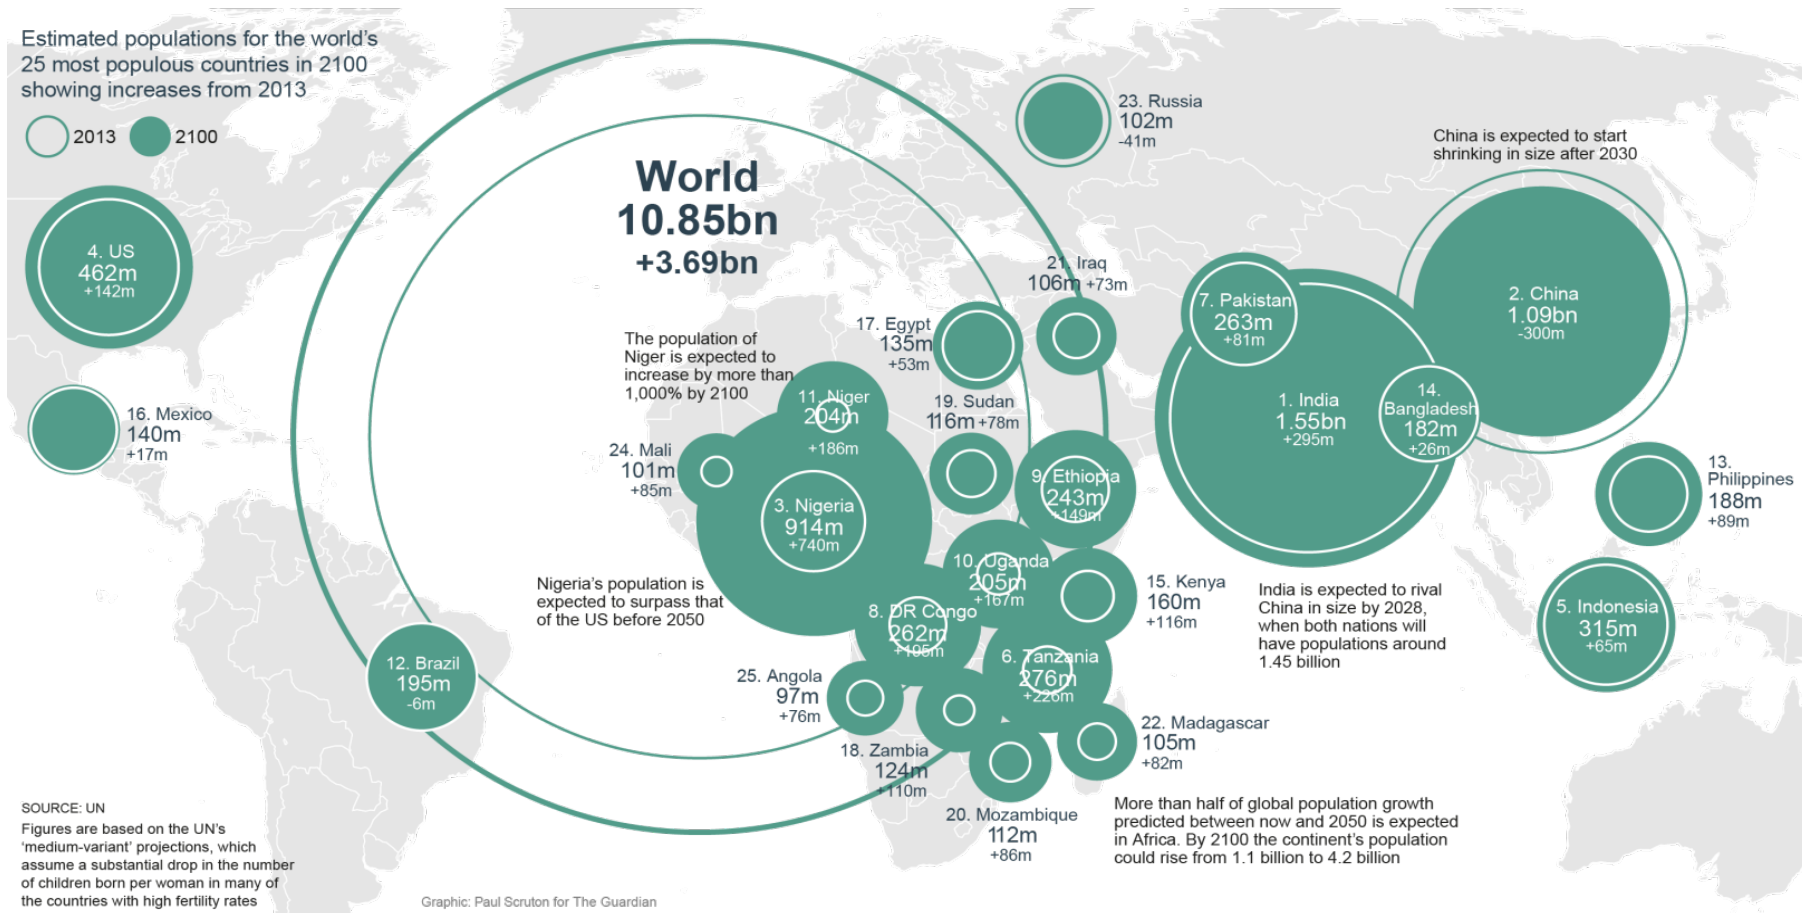 Estimated populations for the world's
25 most populous countries in 2100
showing increases from 2013
2013
2100
World
10.85bn
+3.69bn
23. Russia
102m
-41m
China is expected to start
shrinking in size after 2030
4. US
462m
+142m
21. Iraq
106m +73m
7. Pakistan
263m
+81m
2. China
1.09bn
-300m
17. Egypt
135m
+53m
The population of
Niger is expected to
increase by more than
1,000% by 2100
11. Niger
204m
+186m
19. Sudan
116m +78m
1. India
1.55bn
+295m
14.
Bangladesh
182m
+26m
16. Mexico
140m
+17m
24. Mali
101m
+85m
9. Ethiopia
243m
+149m
13.
Philippines
188m
+89m
3. Nigeria
914m
+740m
Nigeria's population is
expected to surpass that
of the US before 2050
10. Uganda
205m
+167m
15. Kenya
160m
+116m
India is expected to rival
China in size by 2028,
when both nations will
have populations around
1.45 billion
5. Indonesia
315m
+65m
8. DR Congo
262m
+195m
12. Brazil
195m
-6m
6. Tanzania
276m
+226m
25. Angola
97m
+76m
22. Madagascar
105m
+82m
18. Zambia
124m
+110m
20. Mozambique
112m
+86m
More than half of global population growth
predicted between now and 2050 is expected
in Africa. By 2100 the continent's population
could rise from 1.1 billion to 4.2 billion
SOURCE: UN
Figures are based on the UN's
'medium-variant' projections, which
assume a substantial drop in the number
of children born per woman in many of
the countries with high fertility rates
Graphic: Paul Scruton for The Guardian